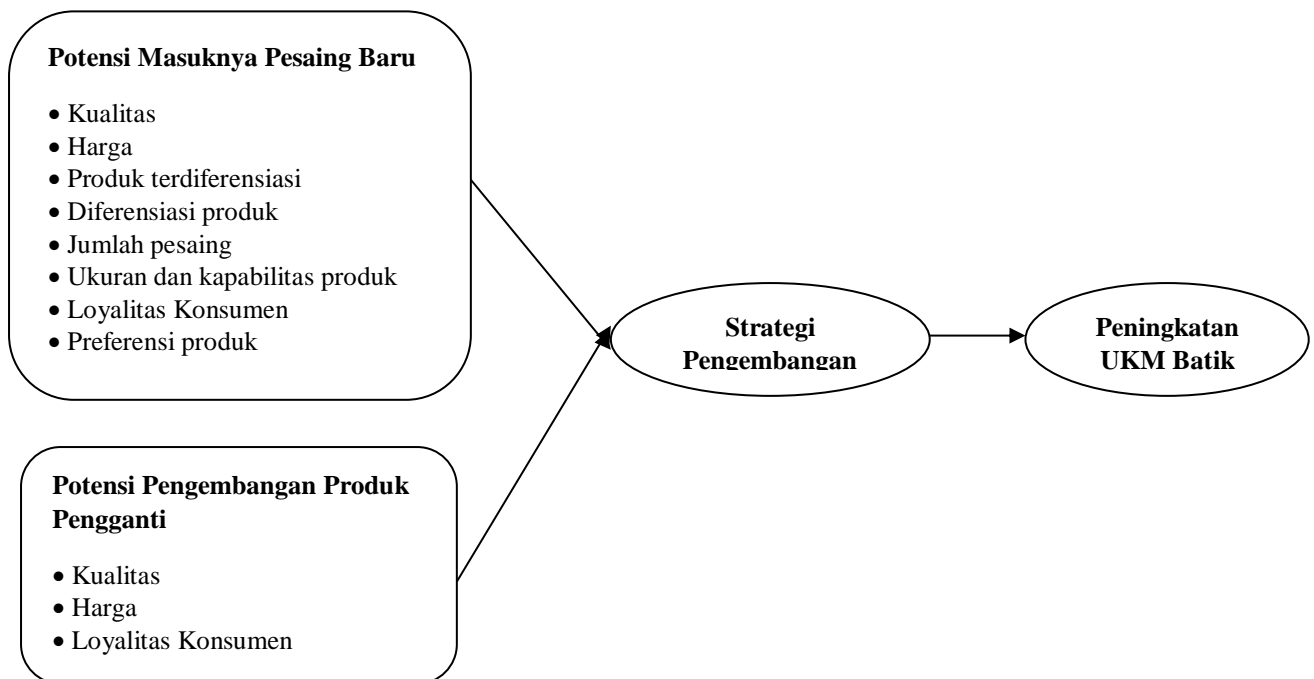 Potensi Masuknya Pesaing Baru
• Kualitas
• Harga
• Produk terdiferensiasi
• Diferensiasi produk
• Jumlah pesaing
• Ukuran dan kapabilitas produk
• Loyalitas Konsumen
• Preferensi produk
Strategi
Pengembangan
Peningkatan
UKM Batik
Potensi Pengembangan Produk
Pengganti
• Kualitas
• Harga
• Loyalitas Konsumen